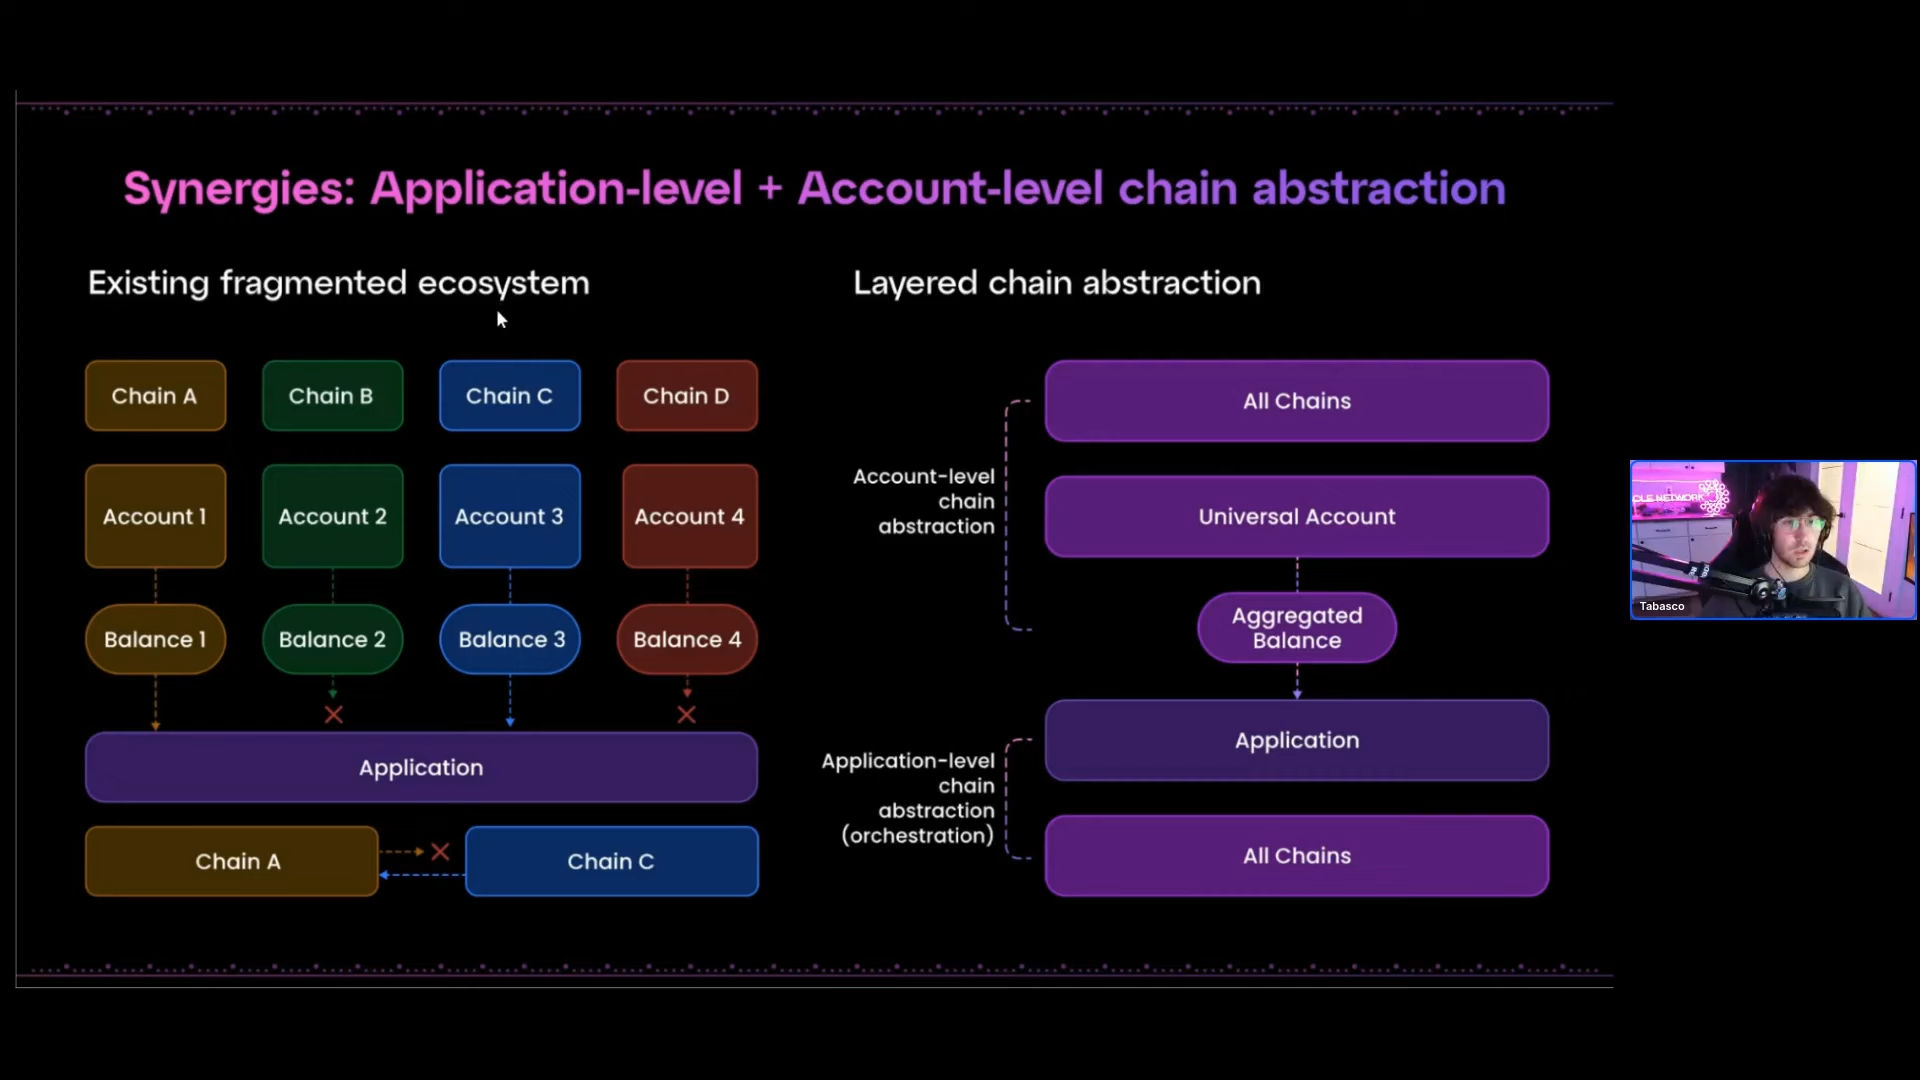 Synergies: Application-level + Account-level chain abstraction
Existing fragmented ecosystem
Chain A
Chain B
Chain C
Chain D
Account 1
Account 2
Account 3
Account 4
Balance 1
Balance 2
Balance 3
Balance 4
Application
Chain A
Chain C
Layered chain abstraction
Account-level
chain
abstraction
All Chains
Universal Account
Aggregated
Balance
Application-level
chain
abstraction
(orchestration)
Application
All Chains
CLE NETWORK
Tabasco